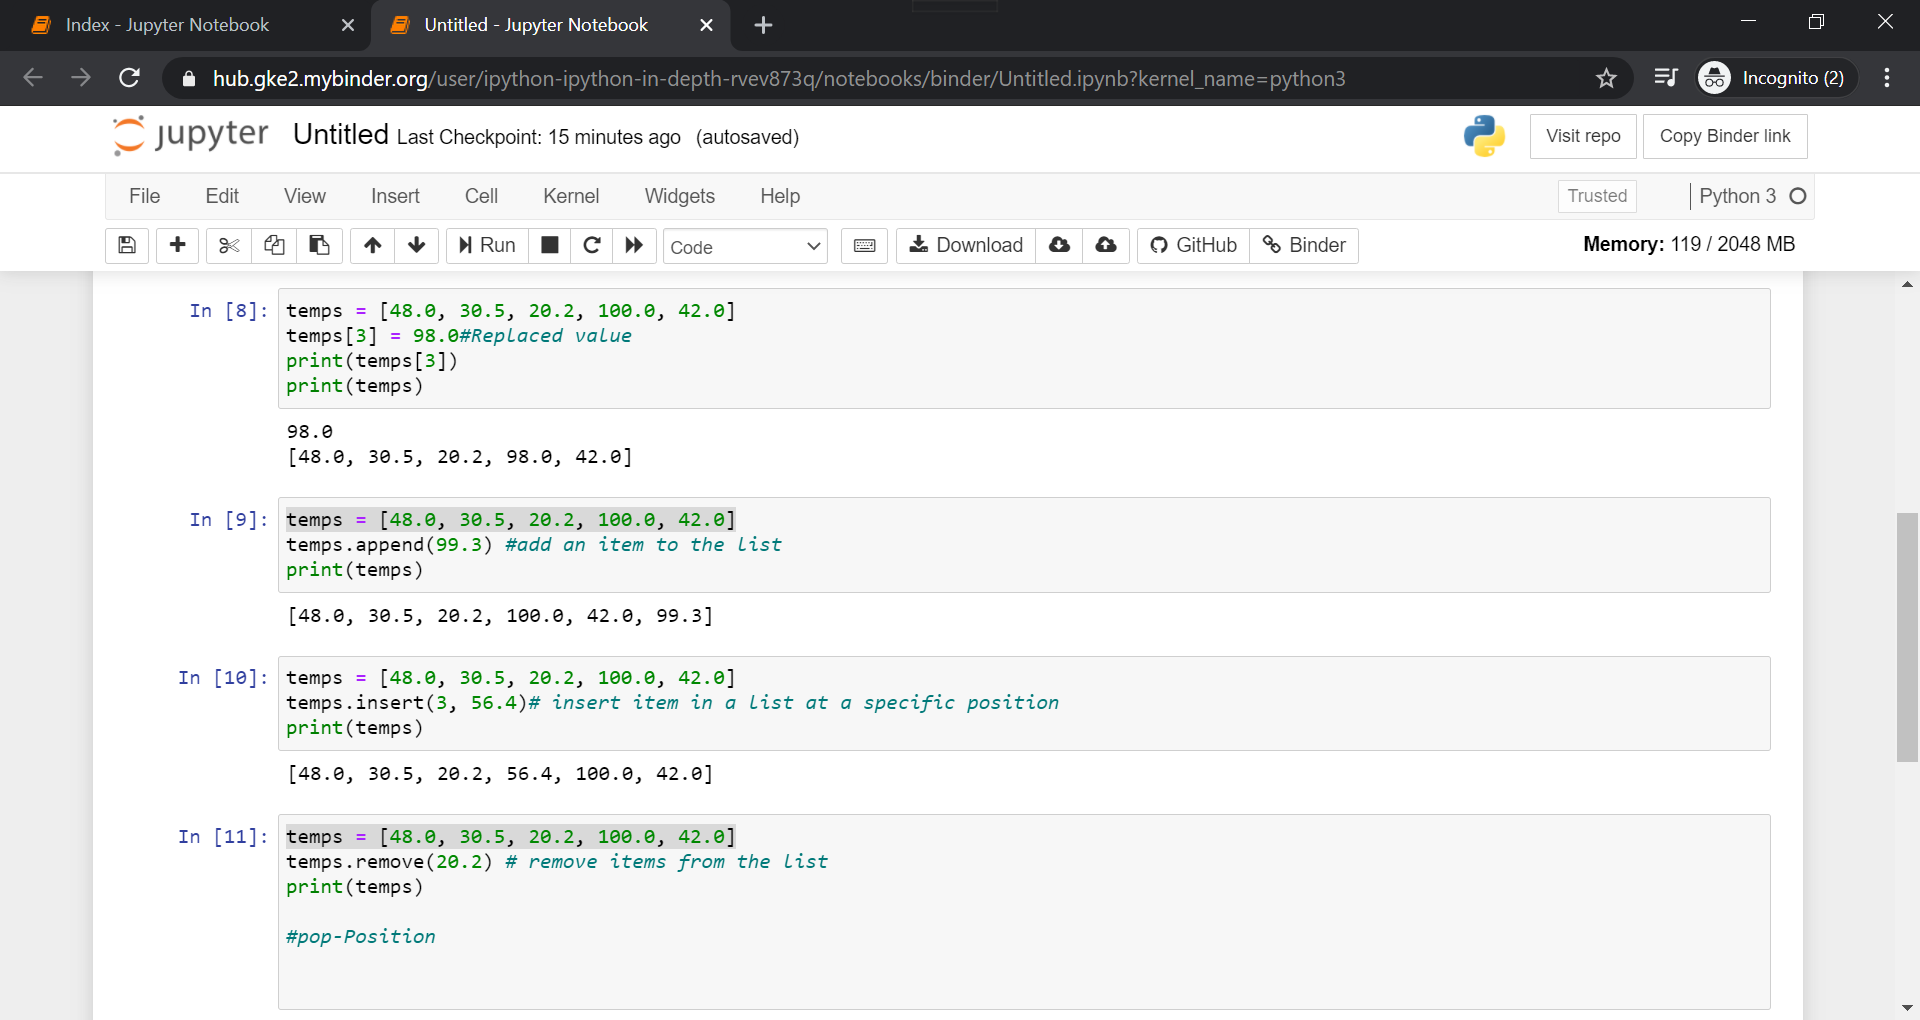 Index - Jupyter Notebook
Untitled - Jupyter Notebook
hub.gke2.mybinder.org/user/ipython-ipython-in-depth-rvev873q/notebooks/binder/Untitled.ipynb?kernel_name=python3
Incognito (2)
jupyter Untitled Last Checkpoint: 15 minutes ago (autosaved)
Visit repo
Copy Binder link
File Edit View Insert Cell Kernel Widgets Help
Trusted
Python 3
Run
Code
Download
GitHub
Binder
Memory: 119 / 2048 MB
In [8]: temps = [48.0, 30.5, 20.2, 100.0, 42.0]
temps[3] = 98.0#Replaced value
print(temps[3])
print(temps)
98.0
[48.0, 30.5, 20.2, 98.0, 42.0]
In [9]: temps = [48.0, 30.5, 20.2, 100.0, 42.0]
temps.append(99.3) #add an item to the list
print(temps)
[48.0, 30.5, 20.2, 100.0, 42.0, 99.3]
In [10]: temps = [48.0, 30.5, 20.2, 100.0, 42.0]
temps.insert(3, 56.4)# insert item in a list at a specific position
print(temps)
[48.0, 30.5, 20.2, 56.4, 100.0, 42.0]
In [11]: temps = [48.0, 30.5, 20.2, 100.0, 42.0]
temps.remove(20.2) # remove items from the list
print(temps)
#pop-Position